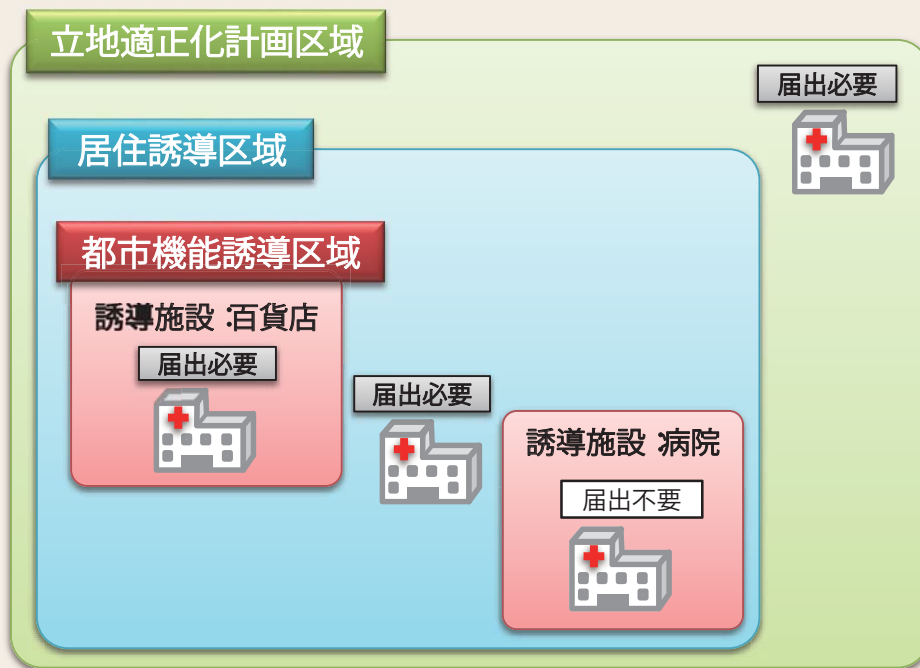 立地適正化計画区域
届出必要
居住誘導区域
都市機能誘導区域
誘導施設：百貨店
届出必要
届出必要
誘導施設：病院
届出不要